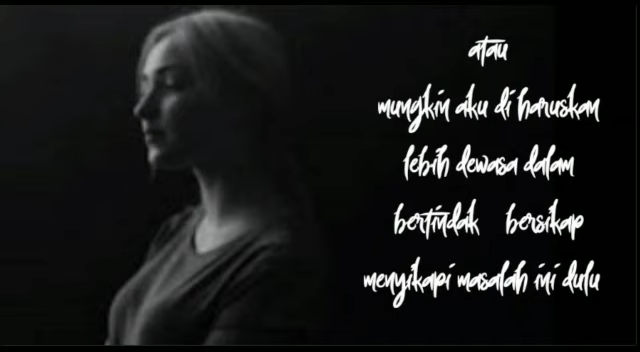 atau
mungkin aku di haruskan
lebih dewasa dalam
bertindak bersikap
menyikapi masalah ini dulu